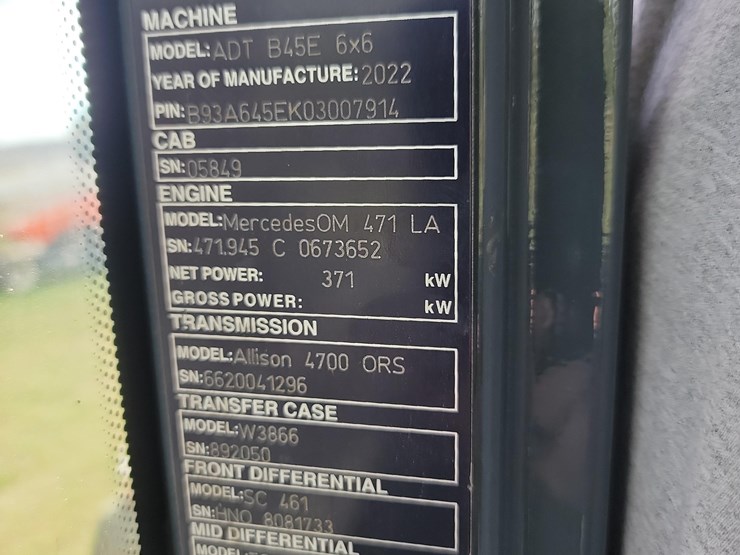 MACHINE
MODEL: ADT B45E 6x6
YEAR OF MANUFACTURE: 2022
PIN: B93A645EK03007914
CAB
SN: 05849
ENGINE
MODEL: MercedesOM 471 LA
SN: 471.945 C 0673652
NET POWER: 371 kW
GROSS POWER: kW
TRANSMISSION
MODEL: Allison 4700 ORS
SN: 6620041296
TRANSFER CASE
MODEL: W3866
SN: 892050
FRONT DIFFERENTIAL
MODEL: SC 461
SN: HNO 8081733
MID DIFFERENTIAL
MODEL: